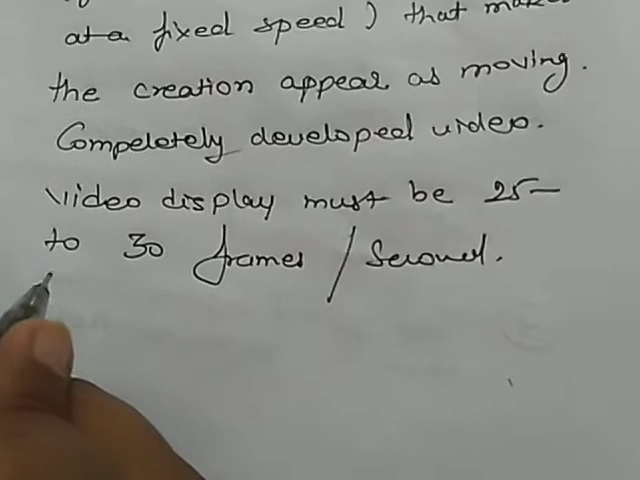 at a fixed speed) that makes
the creation appear as moving.
Compeletely developed video.
Video display must be 25-
to 30 frames / Second.